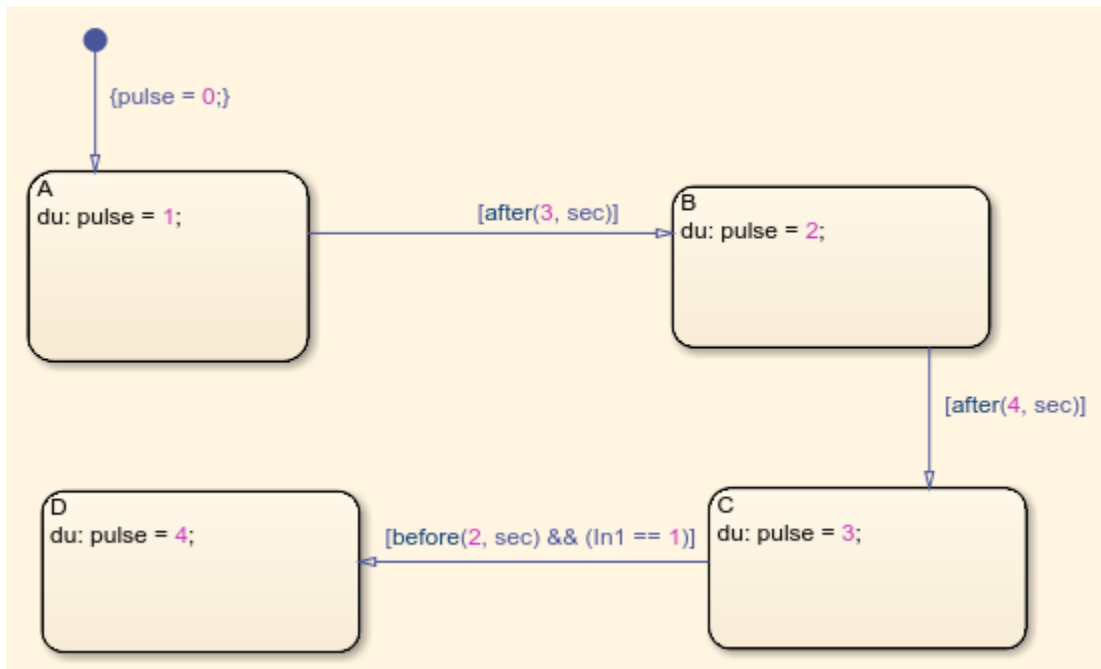 {pulse = 0;}
A
du: pulse = 1;
[after(3, sec)]
B
du: pulse = 2;
[after(4, sec)]
D
du: pulse = 4;
[before(2, sec) && (In1 == 1)]
C
du: pulse = 3;